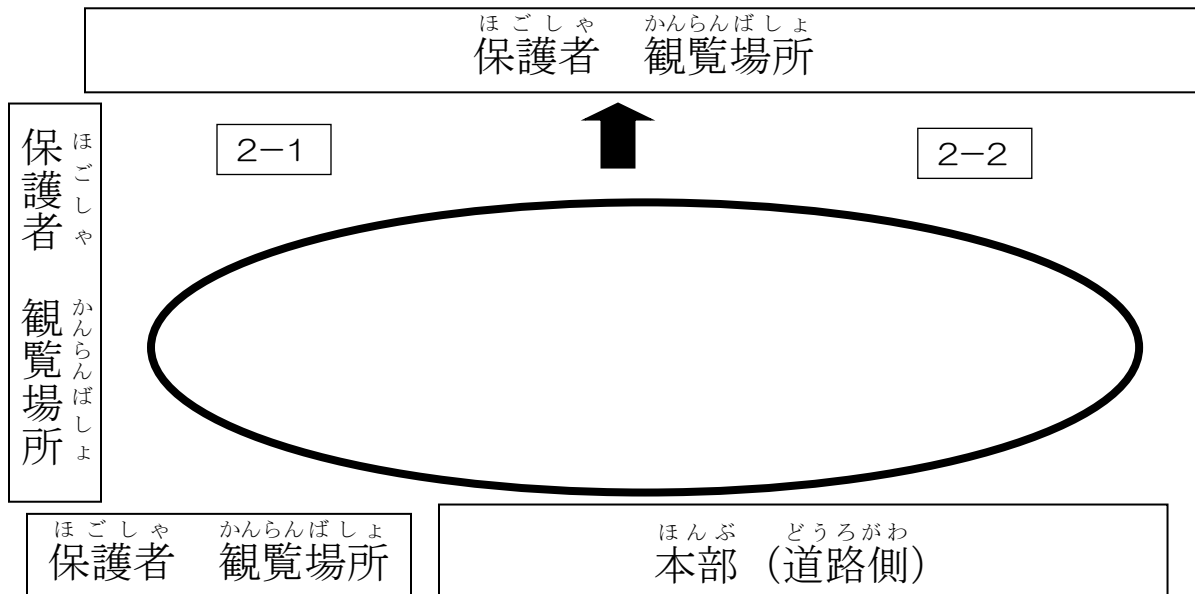 ほごしゃ かんらんばしょ
保護者 観覧場所
2-1
2-2
ほごしゃ かんらんばしょ
保護者 観覧場所
ほごしゃ かんらんばしょ
保護者 観覧場所
ほんぶ どうろがわ
本部（道路側）